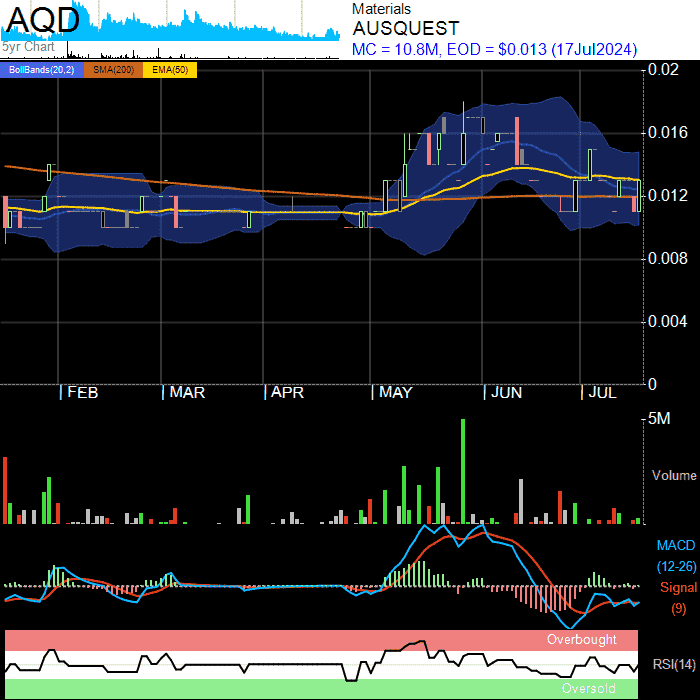 AQD
5yr Chart
Materials
AUSQUEST
MC = 10.8M, EOD = $0.013 (17Jul2024)
BollBands(20,2) SMA(200) EMA(50)
0.02
0.016
0.012
0.008
0.004
0
FEB MAR APR MAY JUN JUL
5M
Volume
MACD
(12-26)
Signal
(9)
Overbought
RSI(14)
Oversold